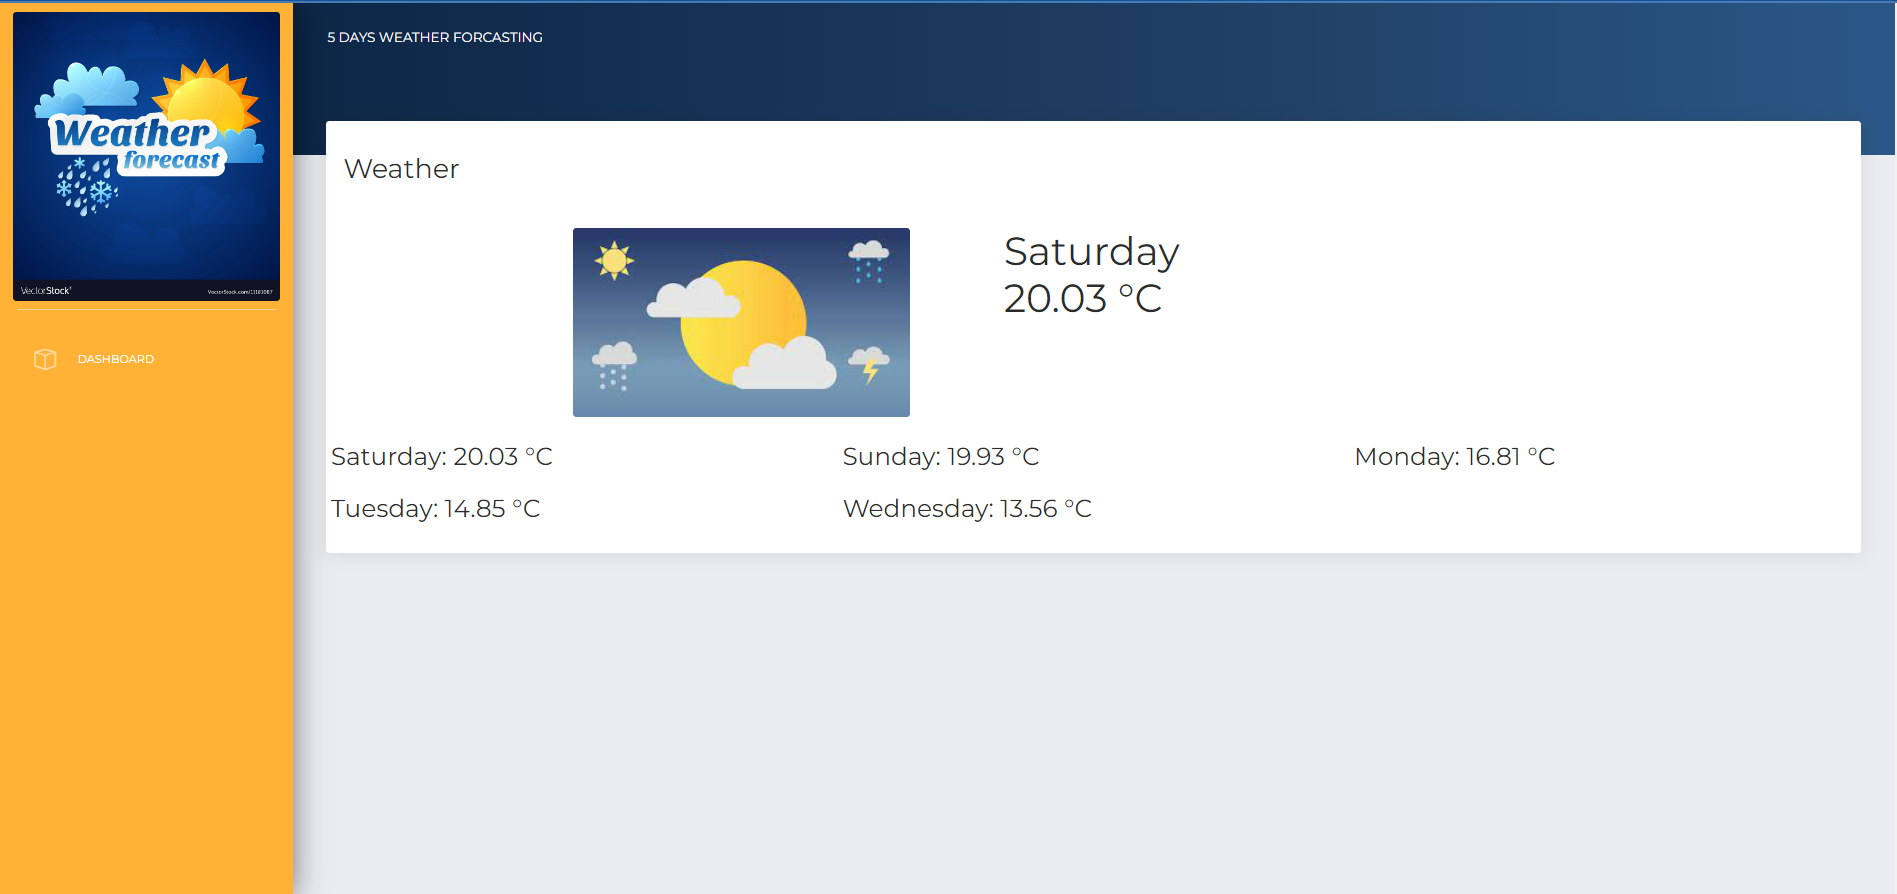 Weather
forecast
VectorStock®
VectorStock.com/13161087
DASHBOARD
5 DAYS WEATHER FORCASTING
Weather
Saturday
20.03 °C
Saturday: 20.03 °C
Sunday: 19.93 °C
Monday: 16.81 °C
Tuesday: 14.85 °C
Wednesday: 13.56 °C